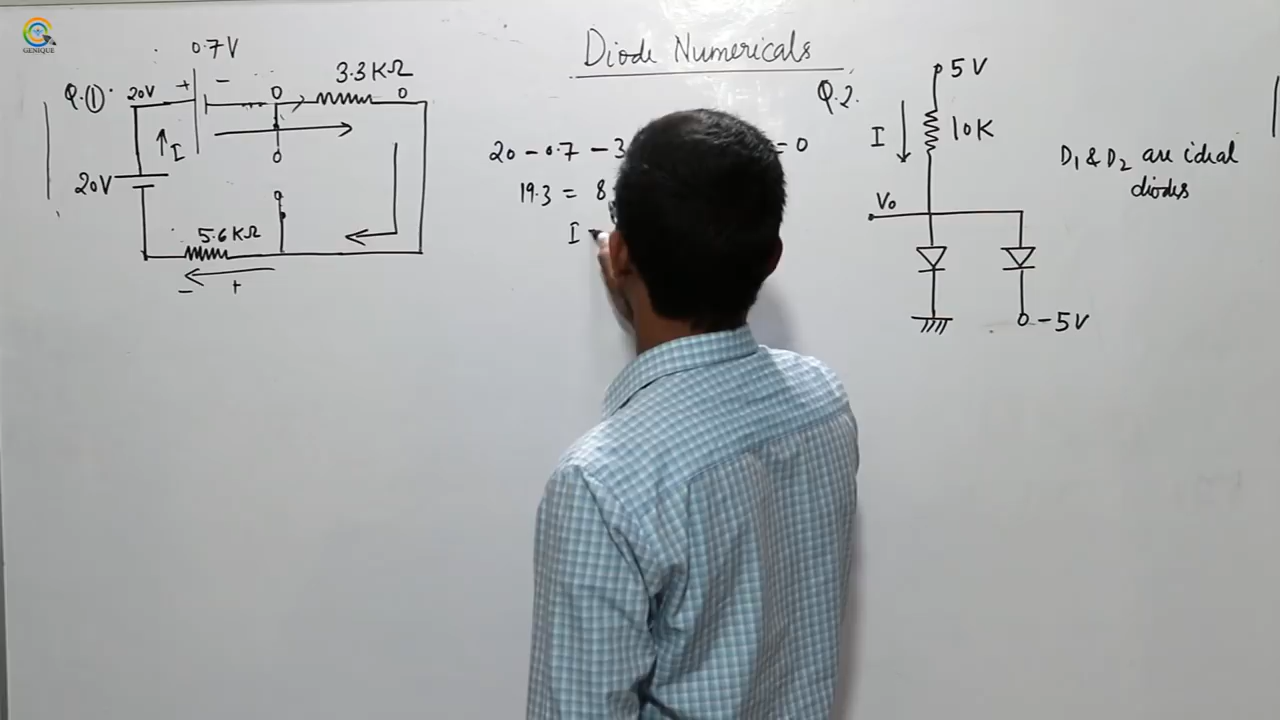 GENIQUE
Diode Numericals
Q.①
0.7V
+ -
20V
0
3.3KΩ
0
I
0
20V
0
5.6KΩ
- +
20 - 0.7 - 3 = 0
19.3 = 8
I
Q.2.
5V
I
10K
D₁ & D₂ are ideal
diodes
V₀
-5V